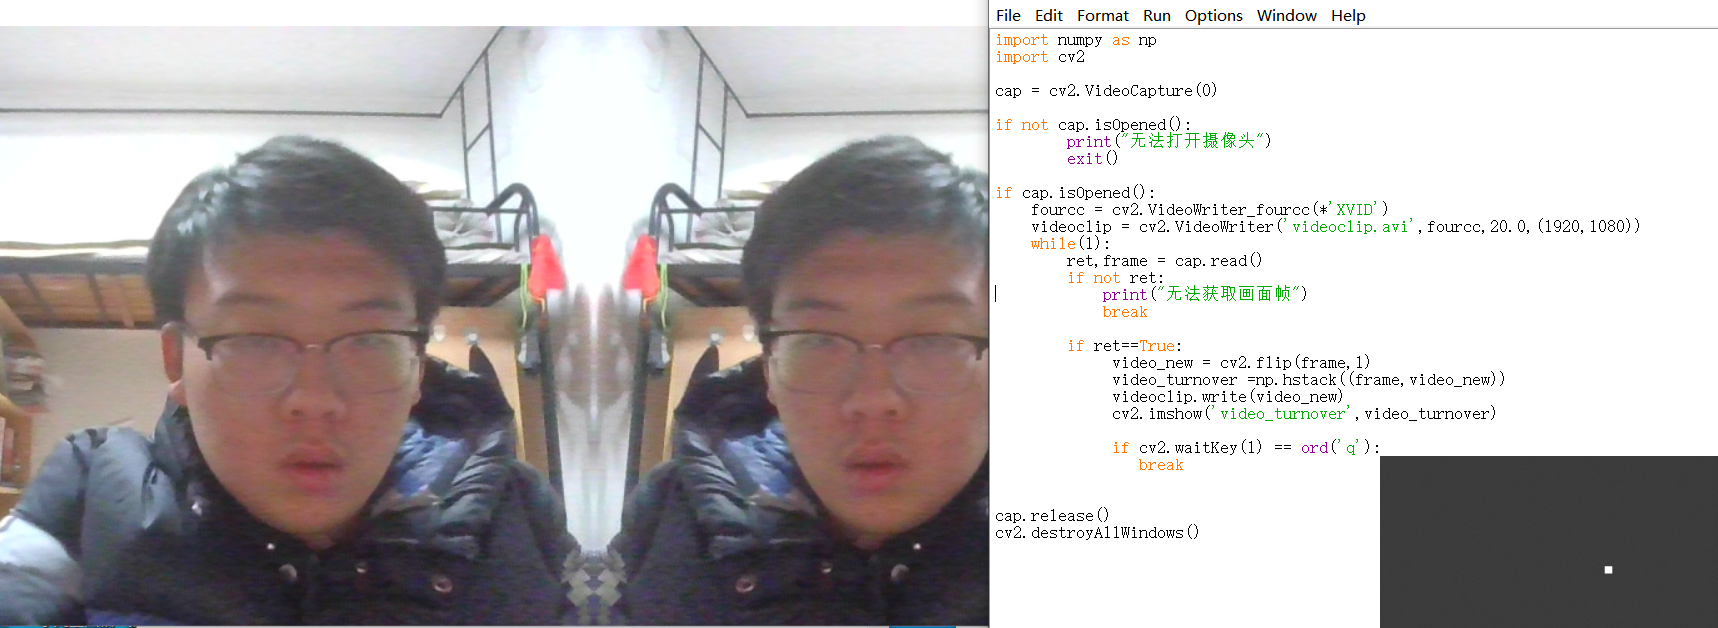 File Edit Format Run Options Window Help
import numpy as np
import cv2
cap = cv2.VideoCapture(0)
if not cap.isOpened():
print("无法打开摄像头")
exit()
if cap.isOpened():
fourcc = cv2.VideoWriter_fourcc(*'XVID')
videoclip = cv2.VideoWriter('videoclip.avi',fourcc,20.0,(1920,1080))
while(1):
ret,frame = cap.read()
if not ret:
print("无法获取画面帧")
break
if ret==True:
video_new = cv2.flip(frame,1)
video_turnover =np.hstack((frame,video_new))
videoclip.write(video_new)
cv2.imshow('video_turnover',video_turnover)
if cv2.waitKey(1) == ord('q'):
break
cap.release()
cv2.destroyAllWindows()